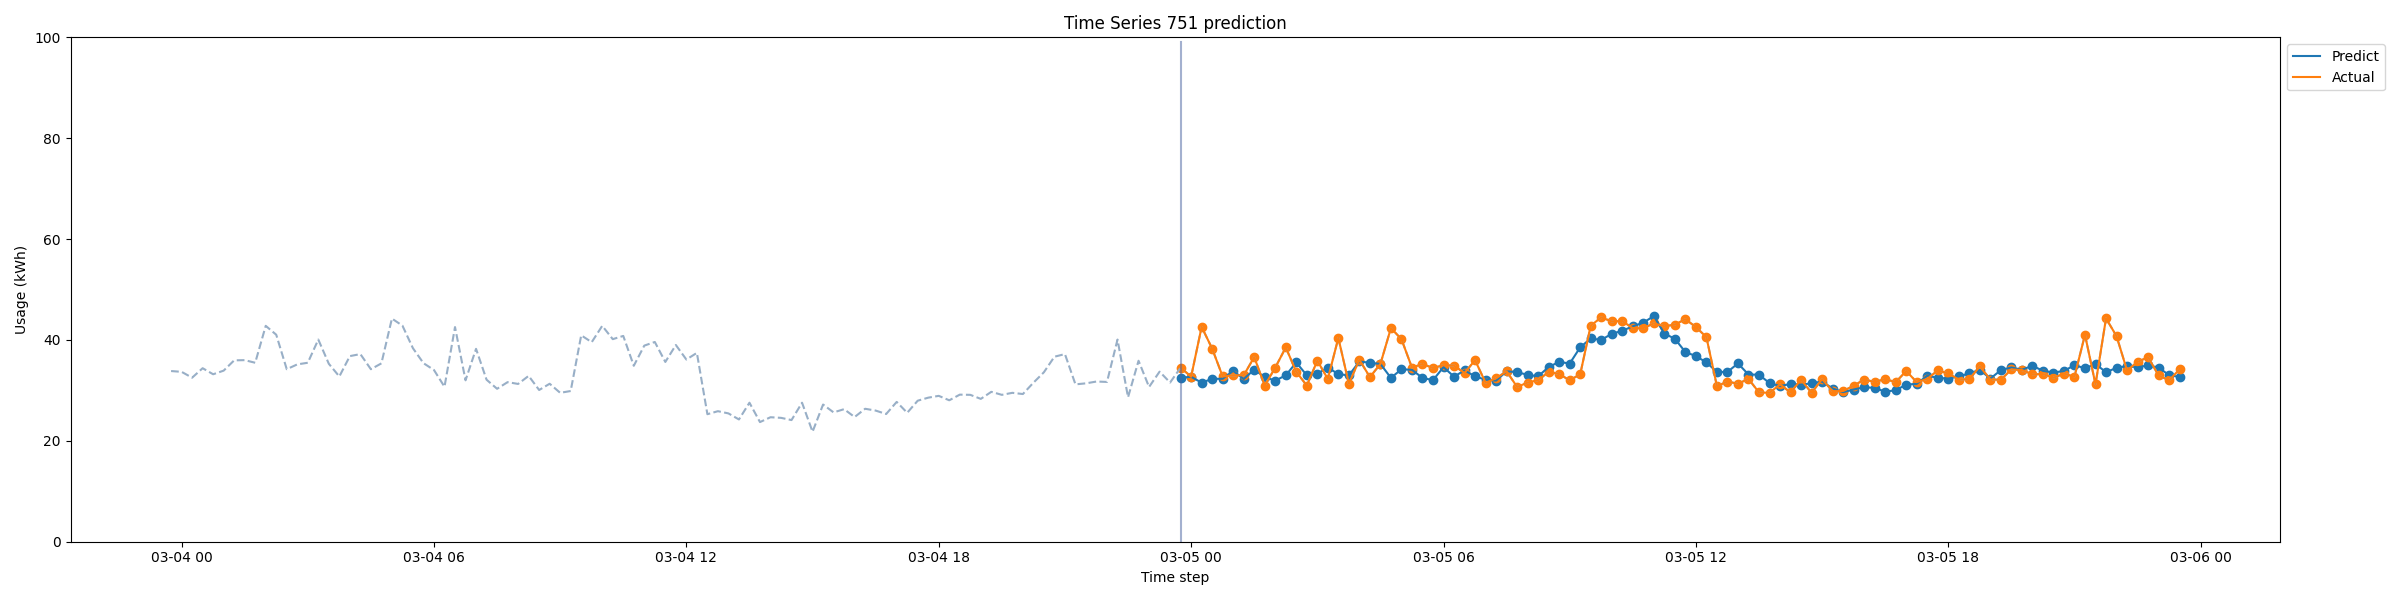 Time Series 751 prediction
100
80
60
40
20
0
Usage (kWh)
03-04 00 03-04 06 03-04 12 03-04 18 03-05 00 03-05 06 03-05 12 03-05 18 03-06 00
Time step
Predict
Actual